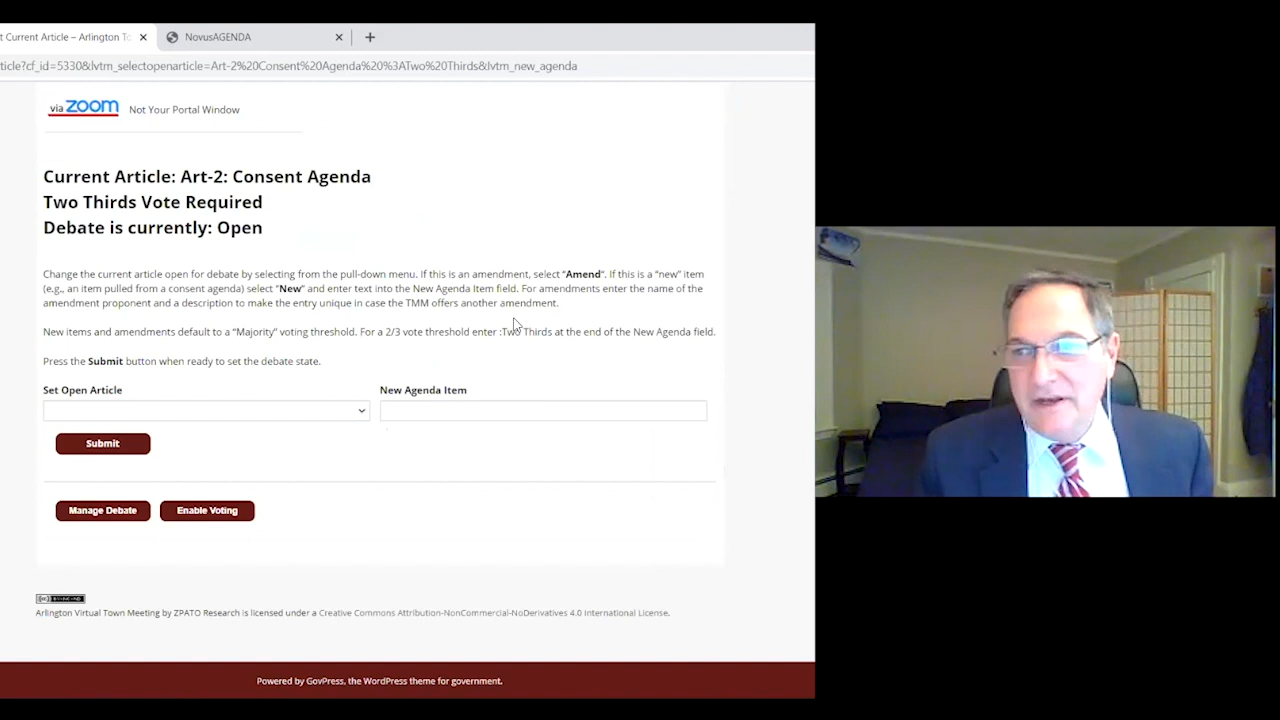 t Current Article – Arlington To
NovusAGENDA
ticle?cf_id=5330&lvtm_selectopenarticle=Art-2%20Consent%20Agenda%20%3ATwo%20Thirds&lvtm_new_agenda
via zoom Not Your Portal Window
Current Article: Art-2: Consent Agenda
Two Thirds Vote Required
Debate is currently: Open
Change the current article open for debate by selecting from the pull-down menu. If this is an amendment, select “Amend“. If this is a “new” item
(e.g., an item pulled from a consent agenda) select “New“ and enter text into the New Agenda Item field. For amendments enter the name of the
amendment proponent and a description to make the entry unique in case the TMM offers another amendment.
New items and amendments default to a “Majority” voting threshold. For a 2/3 vote threshold enter :Two Thirds at the end of the New Agenda field.
Press the Submit button when ready to set the debate state.
Set Open Article New Agenda Item
Submit
Manage Debate Enable Voting
Arlington Virtual Town Meeting by ZPATO Research is licensed under a Creative Commons Attribution-NonCommercial-NoDerivatives 4.0 International License.
Powered by GovPress, the WordPress theme for government.